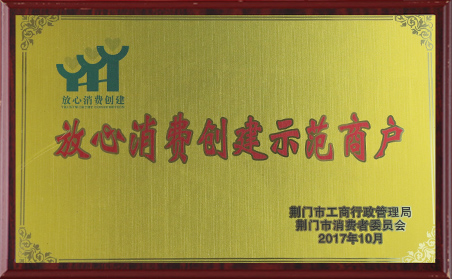 放心消费创建
放心消费创建示范商户
荆门市工商行政管理局
荆门市消费者委员会
2017年10月